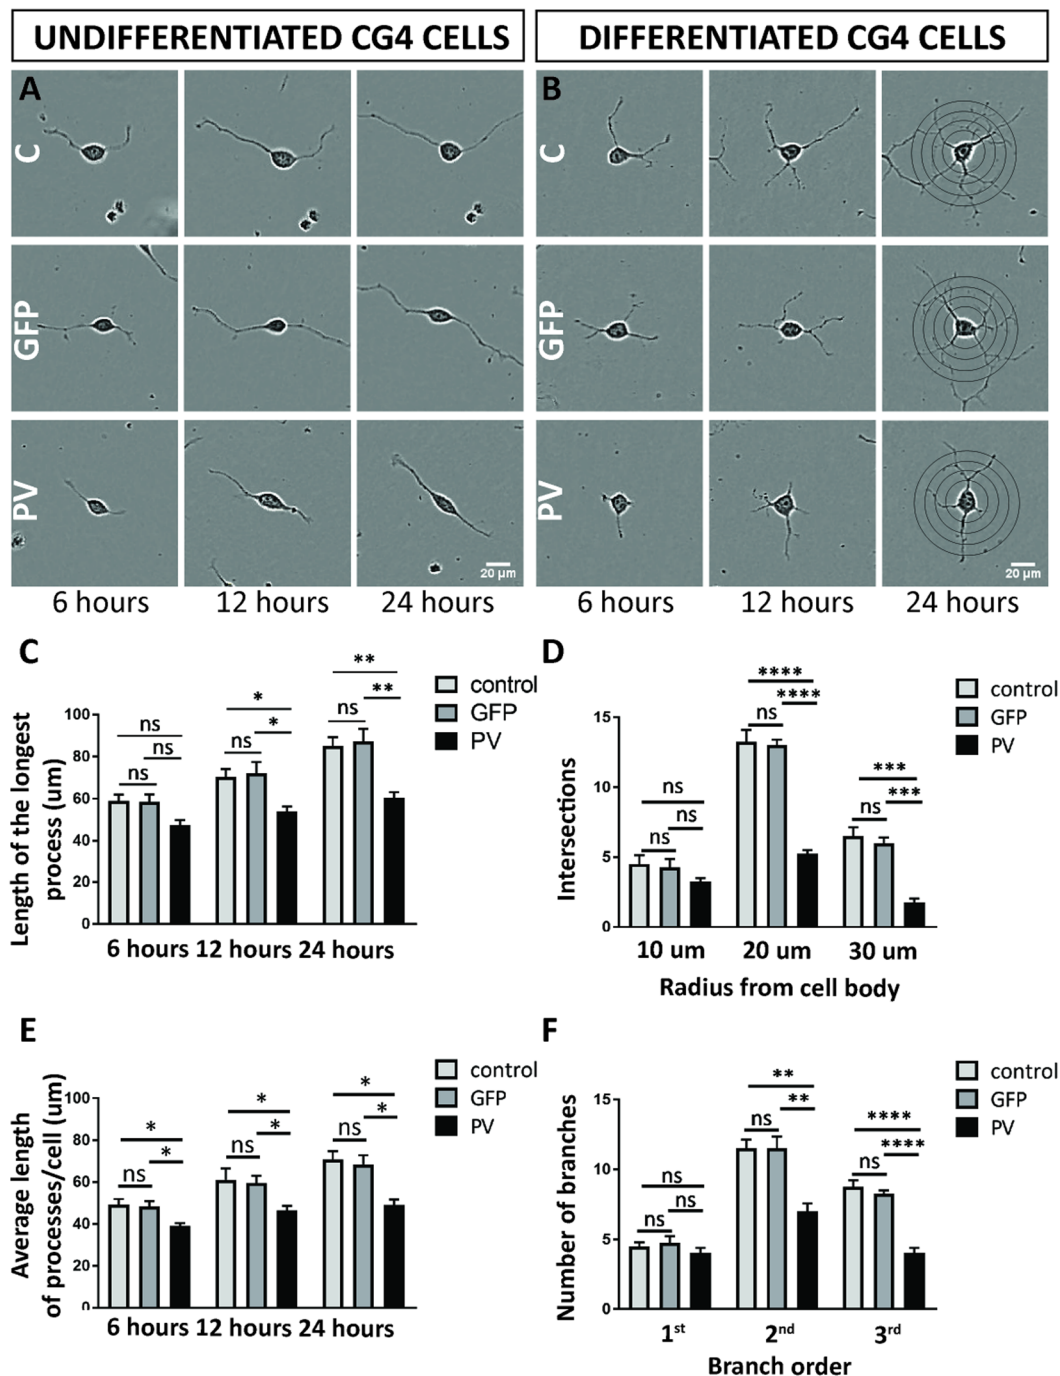 UNDIFFERENTIATED CG4 CELLS
DIFFERENTIATED CG4 CELLS
A
B
C
C
GFP
GFP
PV
PV
20 µm
20 µm
6 hours 12 hours 24 hours
6 hours 12 hours 24 hours
C
Length of the longest
process (um)
100
80
60
40
20
0
ns
ns
ns
*
*
ns
**
**
ns
control
GFP
PV
6 hours 12 hours 24 hours
D
Intersections
15
10
5
0
ns
ns
ns
****
****
ns
***
***
ns
control
GFP
PV
10 um 20 um 30 um
Radius from cell body
E
Average length
of processes/cell (um)
100
80
60
40
20
0
*
*
ns
*
*
ns
*
*
ns
control
GFP
PV
6 hours 12 hours 24 hours
F
Number of branches
15
10
5
0
ns
ns
ns
**
**
ns
****
****
ns
control
GFP
PV
1st 2nd 3rd
Branch order